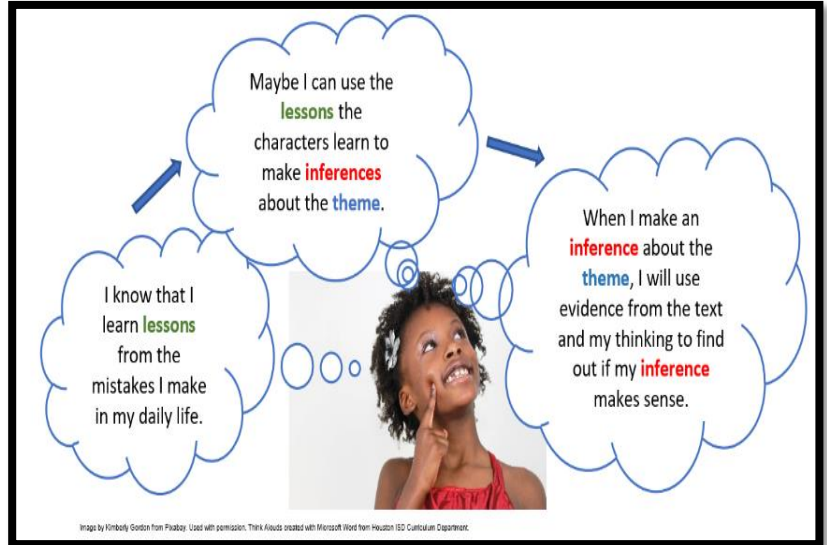 I know that I
learn lessons
from the
mistakes I make
in my daily life.
Maybe I can use the
lessons the
characters learn to
make inferences
about the theme.
When I make an
inference about the
theme, I will use
evidence from the text
and my thinking to find
out if my inference
makes sense.
Image by Kimberly Gordon from Pixabay. Used with permission. Think Alouds created with Microsoft Word from Houston ISD Curriculum Department.